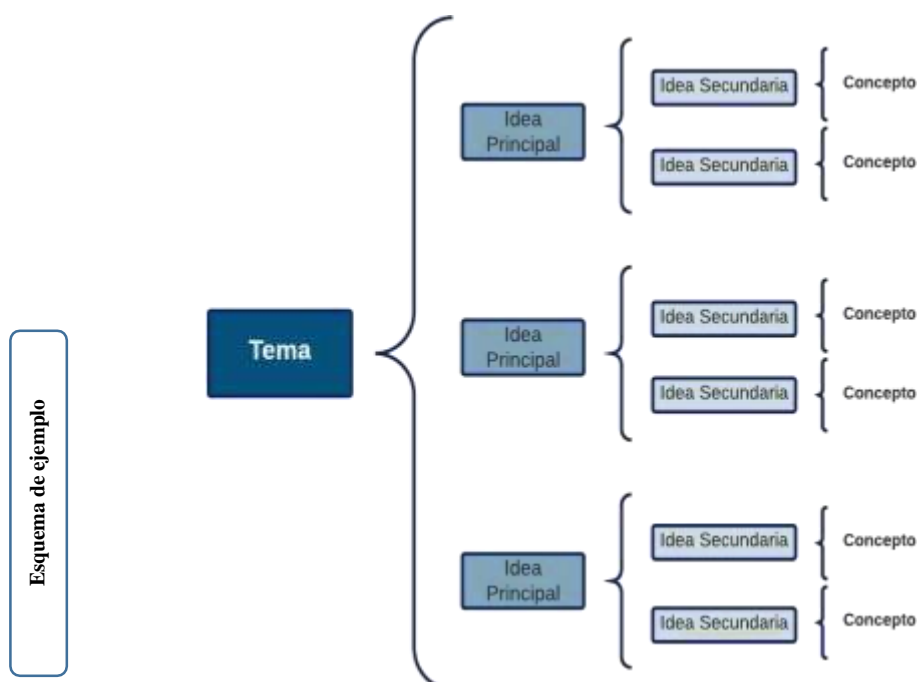 Idea
Principal
Idea Secundaria
Concepto
Idea Secundaria
Concepto
Tema
Idea
Principal
Idea Secundaria
Concepto
Idea Secundaria
Concepto
Idea
Principal
Idea Secundaria
Concepto
Idea Secundaria
Concepto
Esquema de ejemplo